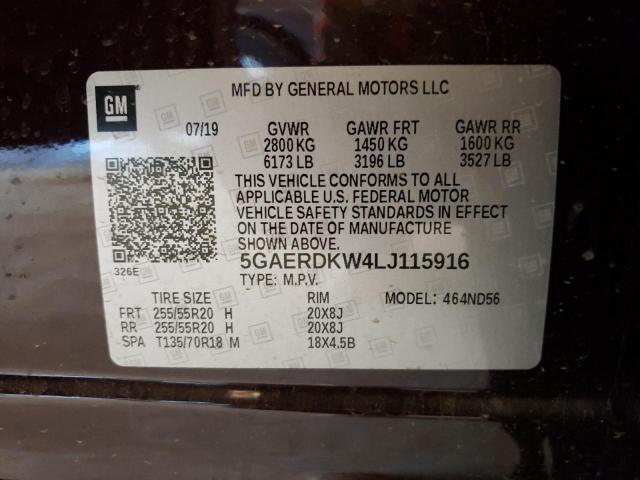 GM
MFD BY GENERAL MOTORS LLC
07/19 GVWR GAWR FRT GAWR RR
2800 KG 1450 KG 1600 KG
6173 LB 3196 LB 3527 LB
THIS VEHICLE CONFORMS TO ALL
APPLICABLE U.S. FEDERAL MOTOR
VEHICLE SAFETY STANDARDS IN EFFECT
ON THE DATE OF MANUFACTURE
SHOWN ABOVE.
326E
5GAERDKW4LJ115916
TYPE: M.P.V.
TIRE SIZE RIM MODEL: 464ND56
FRT 255/55R20 H 20X8J
RR 255/55R20 H 20X8J
SPA T135/70R18 M 18X4.5B